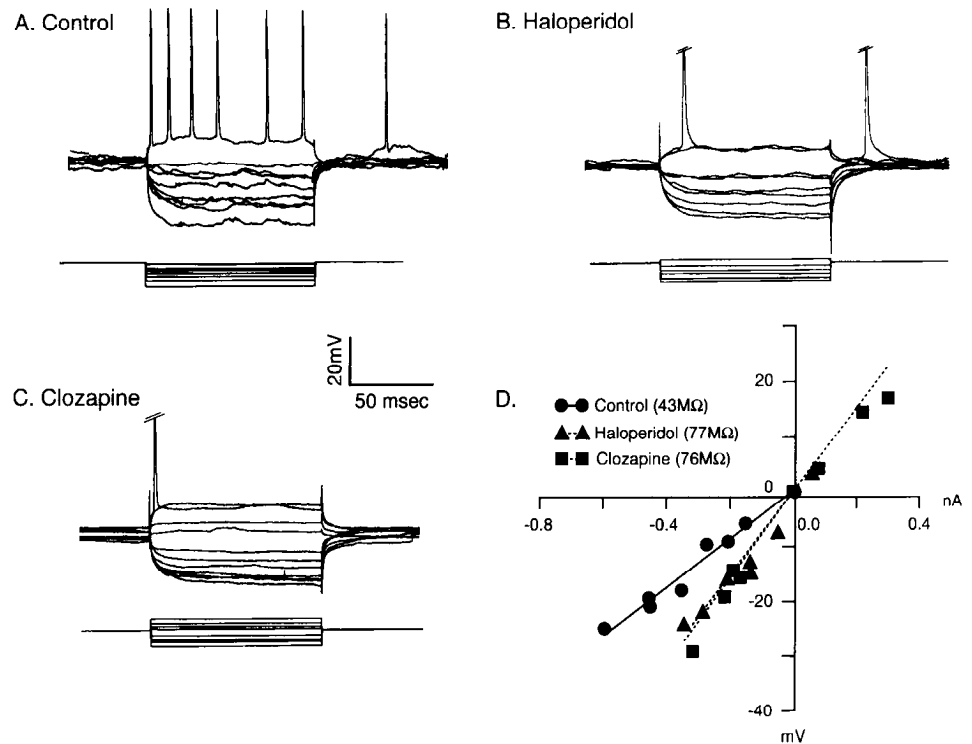 A. Control
B. Haloperidol
20mV
50 msec
C. Clozapine
D.
Control (43MΩ)
Haloperidol (77MΩ)
Clozapine (76MΩ)
20
0
nA
-0.8
-0.4
0.0
0.4
-20
-40
mV